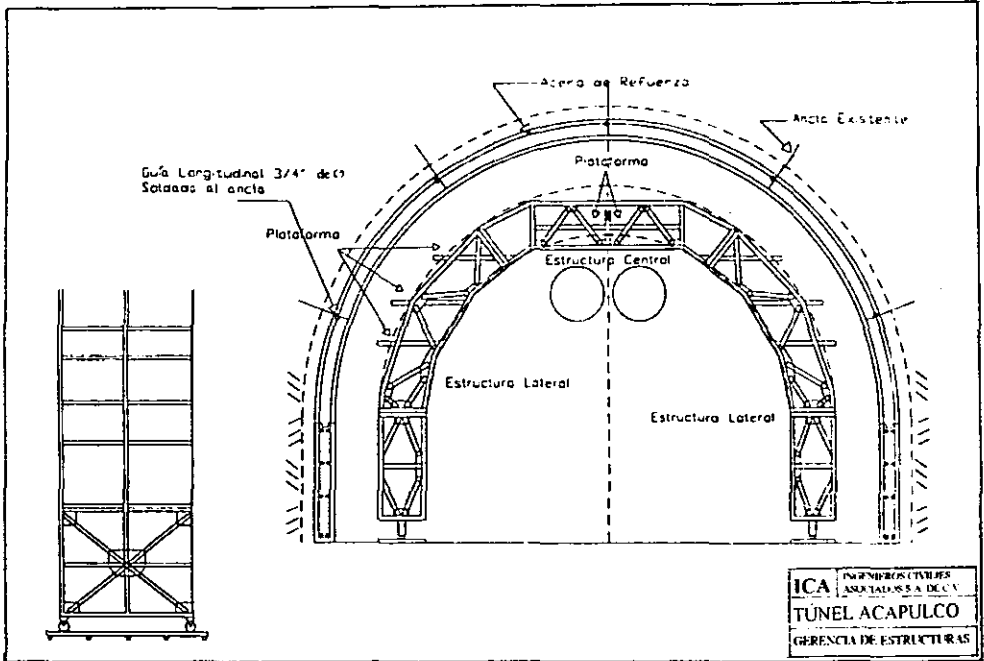 Acero de Refuerzo
Ancla Existente
Plataforma
Guía Longitudinal 3/4" de Ø
Soldadas al ancla
Plataforma
Estructura Central
Estructura Lateral
Estructura Lateral
ICA
INGENIEROS CIVILES
ASOCIADOS S.A. DE C.V.
TÚNEL ACAPULCO
GERENCIA DE ESTRUCTURAS